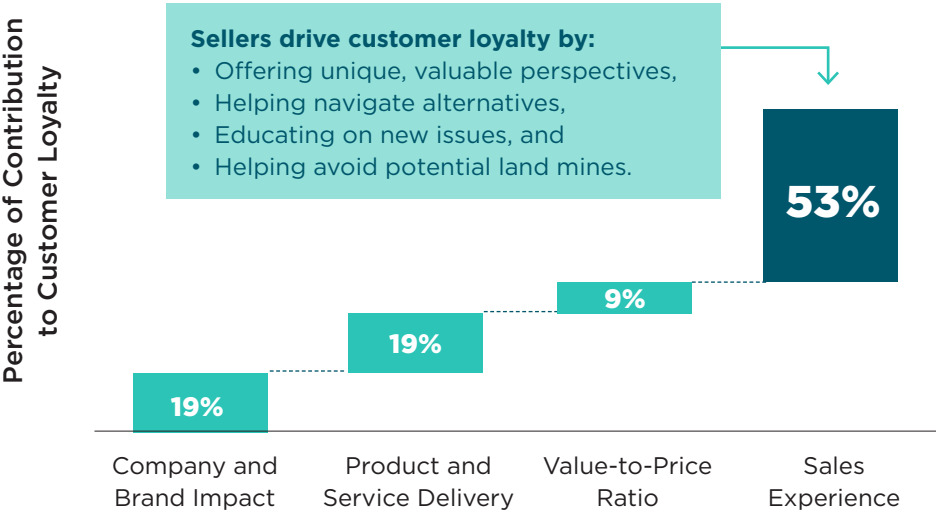 Percentage of Contribution
to Customer Loyalty
Sellers drive customer loyalty by:
• Offering unique, valuable perspectives,
• Helping navigate alternatives,
• Educating on new issues, and
• Helping avoid potential land mines.
53%
9%
19%
19%
Company and
Brand Impact
Product and
Service Delivery
Value-to-Price
Ratio
Sales
Experience